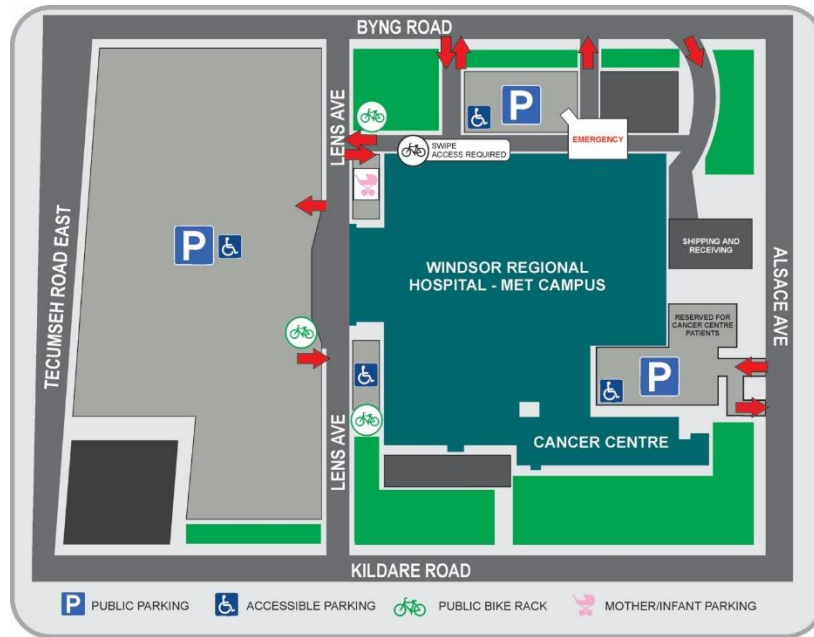 BYNG ROAD
LENS AVE
P
EMERGENCY
SWIPE
ACCESS REQUIRED
TECUMSEH ROAD EAST
P
WINDSOR REGIONAL
HOSPITAL - MET CAMPUS
SHIPPING AND
RECEIVING
ALSACE AVE
RESERVED FOR
CANCER CENTRE
PATIENTS
P
LENS AVE
CANCER CENTRE
KILDARE ROAD
P PUBLIC PARKING
ACCESSIBLE PARKING
PUBLIC BIKE RACK
MOTHER/INFANT PARKING